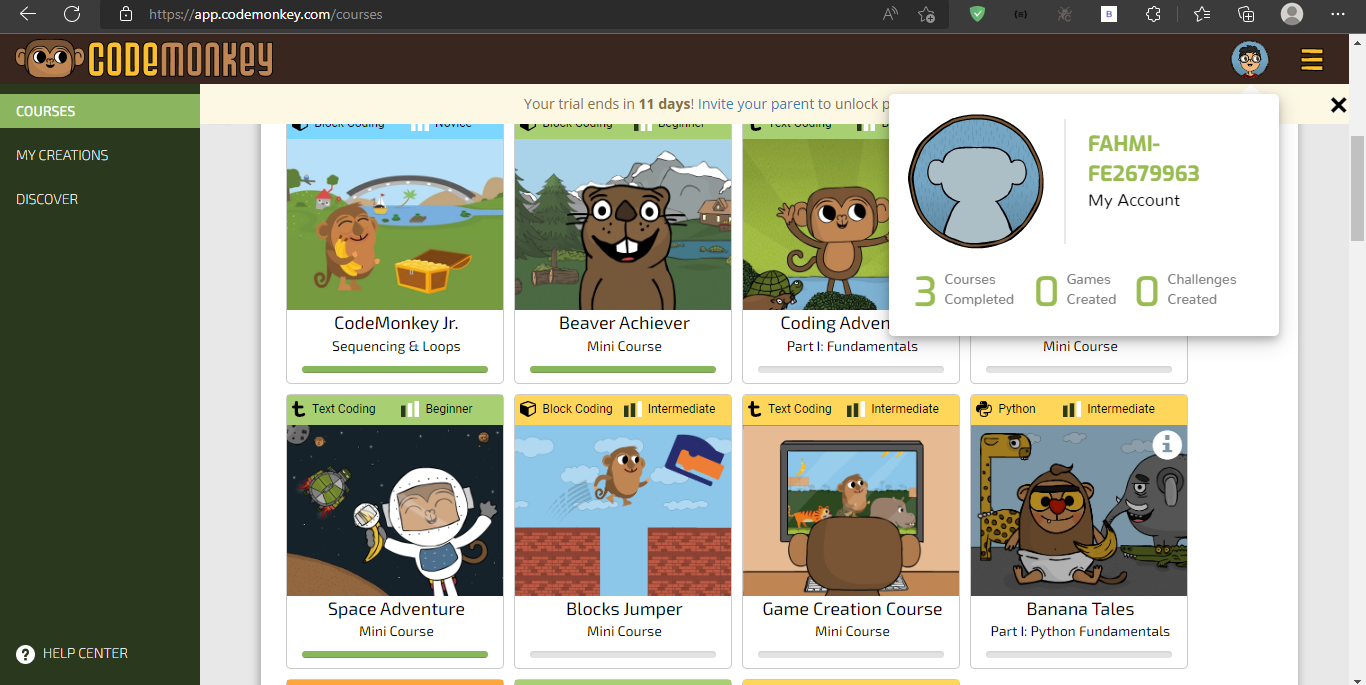 https://app.codemonkey.com/courses
CODEMONKEY
COURSES
MY CREATIONS
DISCOVER
HELP CENTER
Your trial ends in 11 days! Invite your parent to unlock p
FAHMI-
FE2679963
My Account
3 Courses Completed
0 Games Created
0 Challenges Created
Block Coding Novice
CodeMonkey Jr.
Sequencing & Loops
Block Coding Beginner
Beaver Achiever
Mini Course
Text Coding
Coding Adven
Part I: Fundamentals
Mini Course
Text Coding Beginner
Space Adventure
Mini Course
Block Coding Intermediate
Blocks Jumper
Mini Course
Text Coding Intermediate
Game Creation Course
Mini Course
Python Intermediate
Banana Tales
Part I: Python Fundamentals